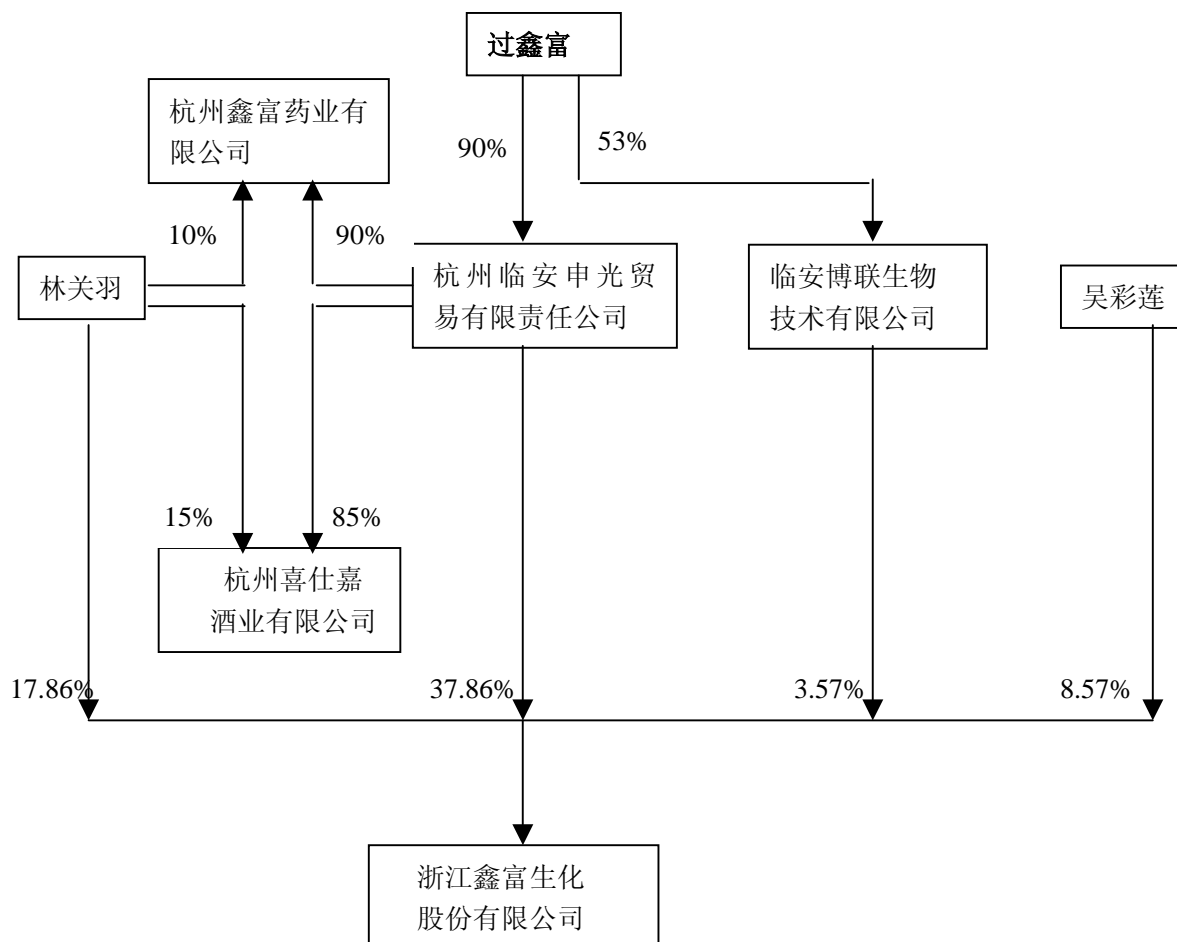 过鑫富
杭州鑫富药业有
限公司
90%
53%
10%
90%
林关羽
杭州临安申光贸
易有限责任公司
临安博联生物
技术有限公司
吴彩莲
15%
85%
杭州喜仕嘉
酒业有限公司
17.86%
37.86%
3.57%
8.57%
浙江鑫富生化
股份有限公司